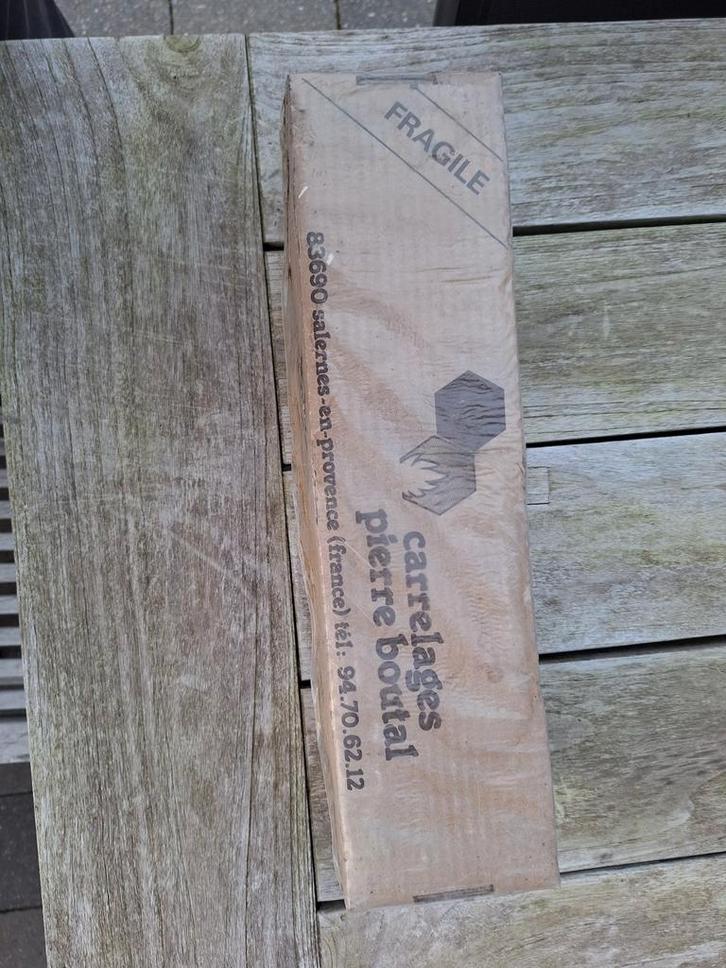 FRAGILE
carrelages
pierre boutal
83690 salernes-en-provence (france) tél: 94.70.62.12